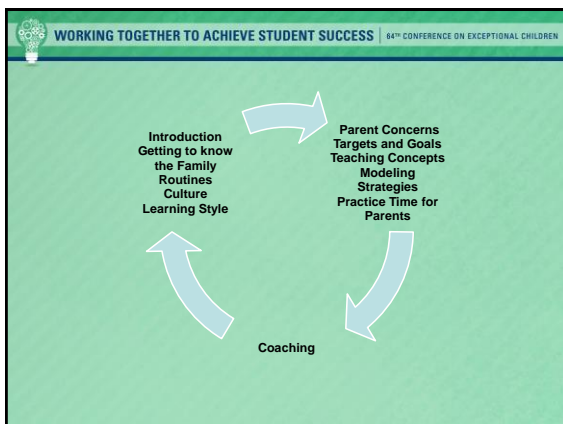 WORKING TOGETHER TO ACHIEVE STUDENT SUCCESS | 64TH CONFERENCE ON EXCEPTIONAL CHILDREN
Introduction
Getting to know
the Family
Routines
Culture
Learning Style
Parent Concerns
Targets and Goals
Teaching Concepts
Modeling
Strategies
Practice Time for
Parents
Coaching